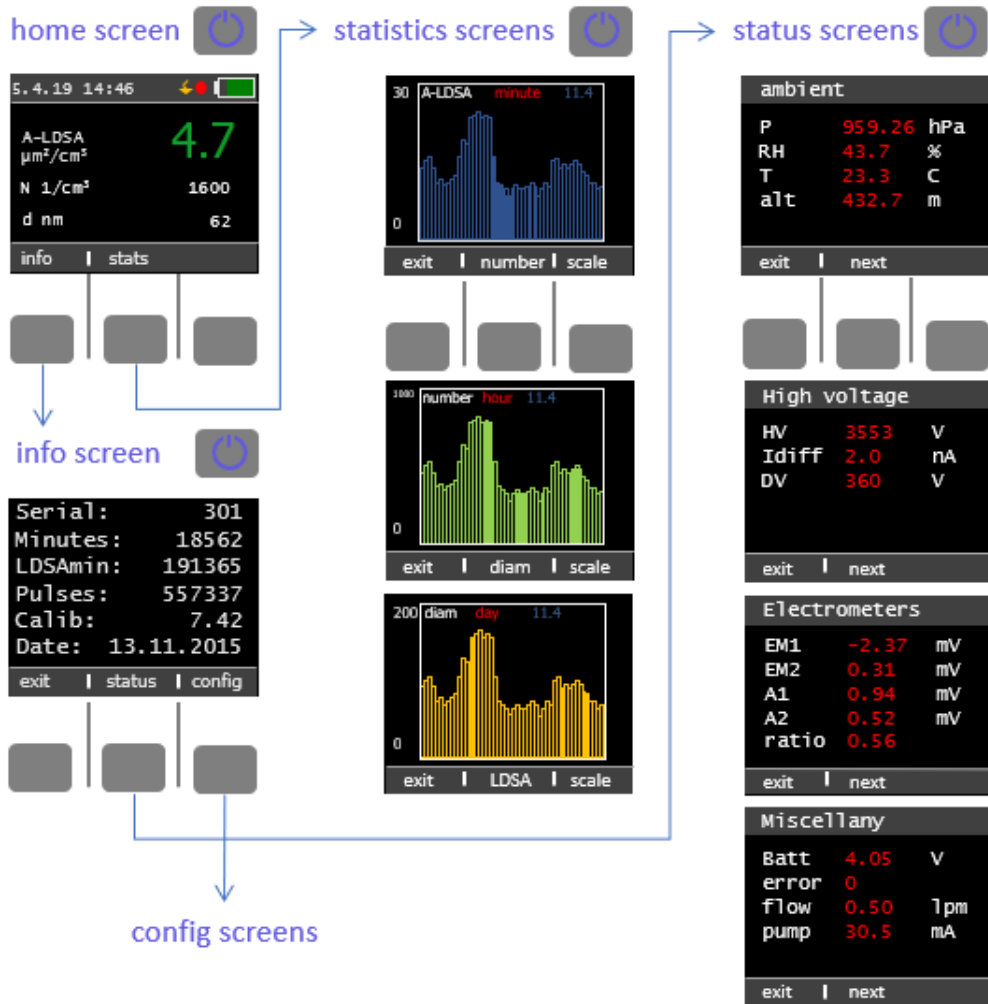 home screen
5.4.19 14:46
A-LDSA
µm²/cm³
4.7
N 1/cm³ 1600
d nm 62
info stats
info screen
Serial: 301
Minutes: 18562
LDSAmin: 191365
Pulses: 557337
Calib: 7.42
Date: 13.11.2015
exit status config
config screens
statistics screens
30 A-LDSA minute 11.4
0
exit number scale
1000 number hour 11.4
0
exit diam scale
200 diam day 11.4
0
exit LDSA scale
status screens
ambient
P 959.26 hPa
RH 43.7 %
T 23.3 C
alt 432.7 m
exit next
High voltage
HV 3553 V
Idiff 2.0 nA
DV 360 V
exit next
Electrometers
EM1 -2.37 mV
EM2 0.31 mV
A1 0.94 mV
A2 0.52 mV
ratio 0.56
exit next
Miscellany
Batt 4.05 V
error 0
flow 0.50 lpm
pump 30.5 mA
exit next